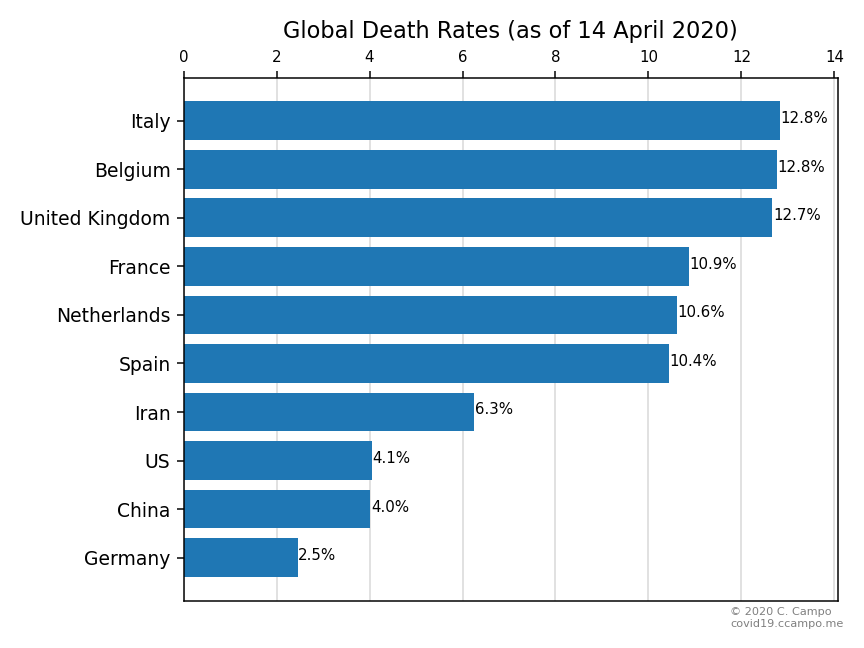 Global Death Rates (as of 14 April 2020)
0 2 4 6 8 10 12 14
Italy 12.8%
Belgium 12.8%
United Kingdom 12.7%
France 10.9%
Netherlands 10.6%
Spain 10.4%
Iran 6.3%
US 4.1%
China 4.0%
Germany 2.5%
© 2020 C. Campo
covid19.ccampo.me